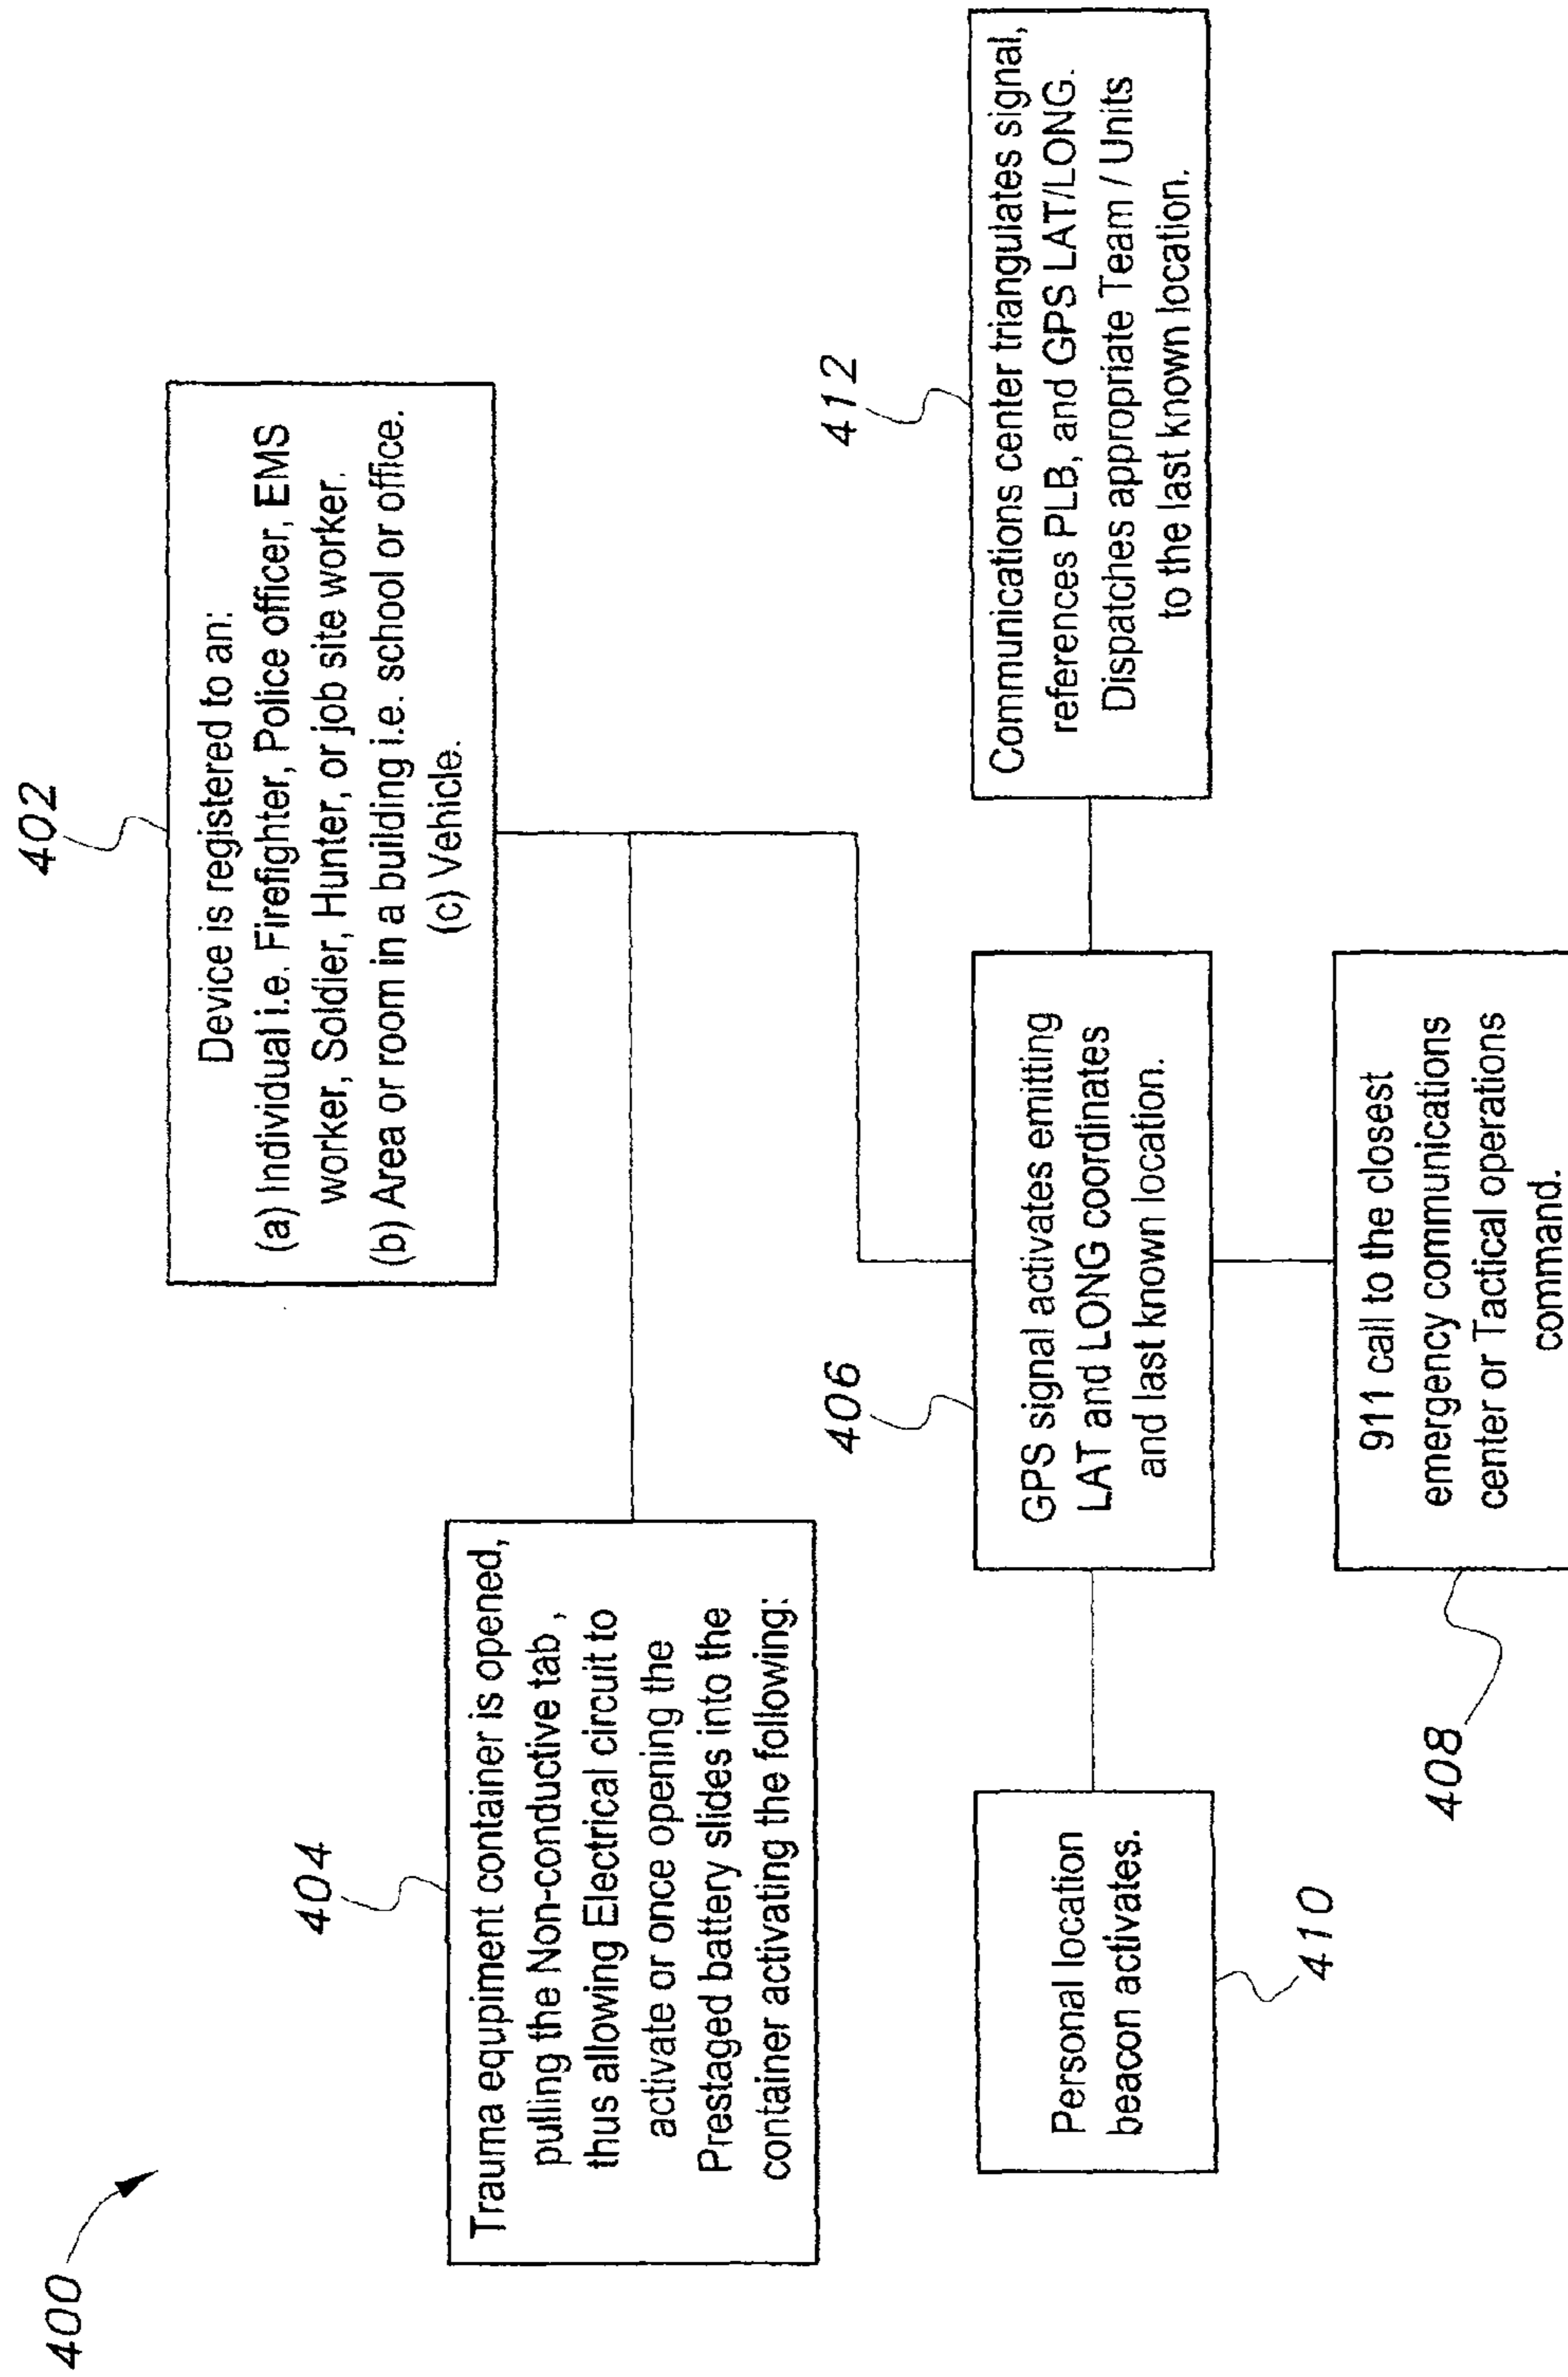 400
402
Device is registered to an:
(a) Individual i.e. Firefighter, Police officer, EMS
worker, Soldier, Hunter, or job site worker.
(b) Area or room in a building i.e. school or office.
(c) Vehicle.
404
Trauma equpiment container is opened,
pulling the Non-conductive tab ,
thus allowing Electrical circuit to
activate or once opening the
Prestaged battery slides into the
container activating the following:
406
GPS signal activates emitting
LAT and LONG coordinates
and last known location.
412
Communications center triangulates signal,
references PLB, and GPS LAT/LONG.
Dispatches appropriate Team / Units
to the last known location.
Personal location
beacon activates.
410
408
911 call to the closest
emergency communications
center or Tactical operations
command.